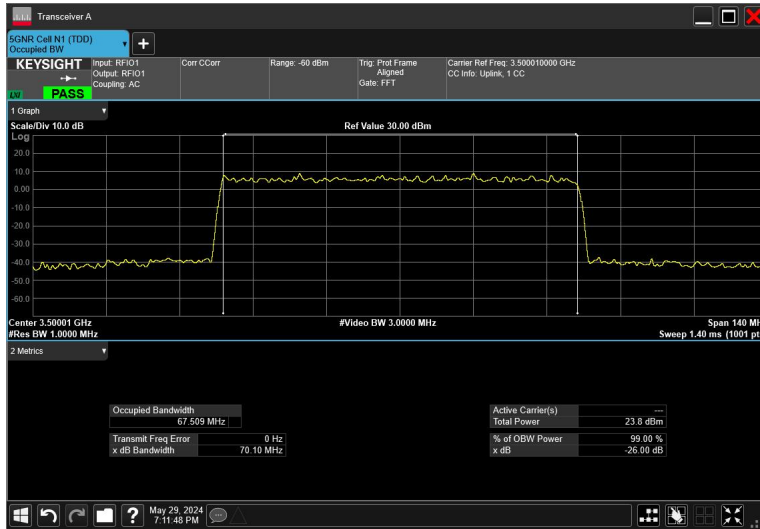 Transceiver A
5GNR Cell N1 (TDD)
Occupied BW
KEYSIGHT
LXI
PASS
Input: RFIO1
Output: RFIO1
Coupling: AC
Corr CCorr
Range: -60 dBm
Trig: Prot Frame
Aligned
Gate: FFT
Carrier Ref Freq: 3.500010000 GHz
CC Info: Uplink, 1 CC
1 Graph
Scale/Div 10.0 dB
Ref Value 30.00 dBm
Log
20.0
10.0
0.00
-10.0
-20.0
-30.0
-40.0
-50.0
-60.0
Center 3.50001 GHz
#Video BW 3.0000 MHz
Span 140 MH
#Res BW 1.0000 MHz
Sweep 1.40 ms (1001 pt
2 Metrics
Occupied Bandwidth
67.509 MHz
Transmit Freq Error 0 Hz
x dB Bandwidth 70.10 MHz
Active Carrier(s) ---
Total Power 23.8 dBm
% of OBW Power 99.00 %
x dB -26.00 dB
May 29, 2024
7:11:48 PM